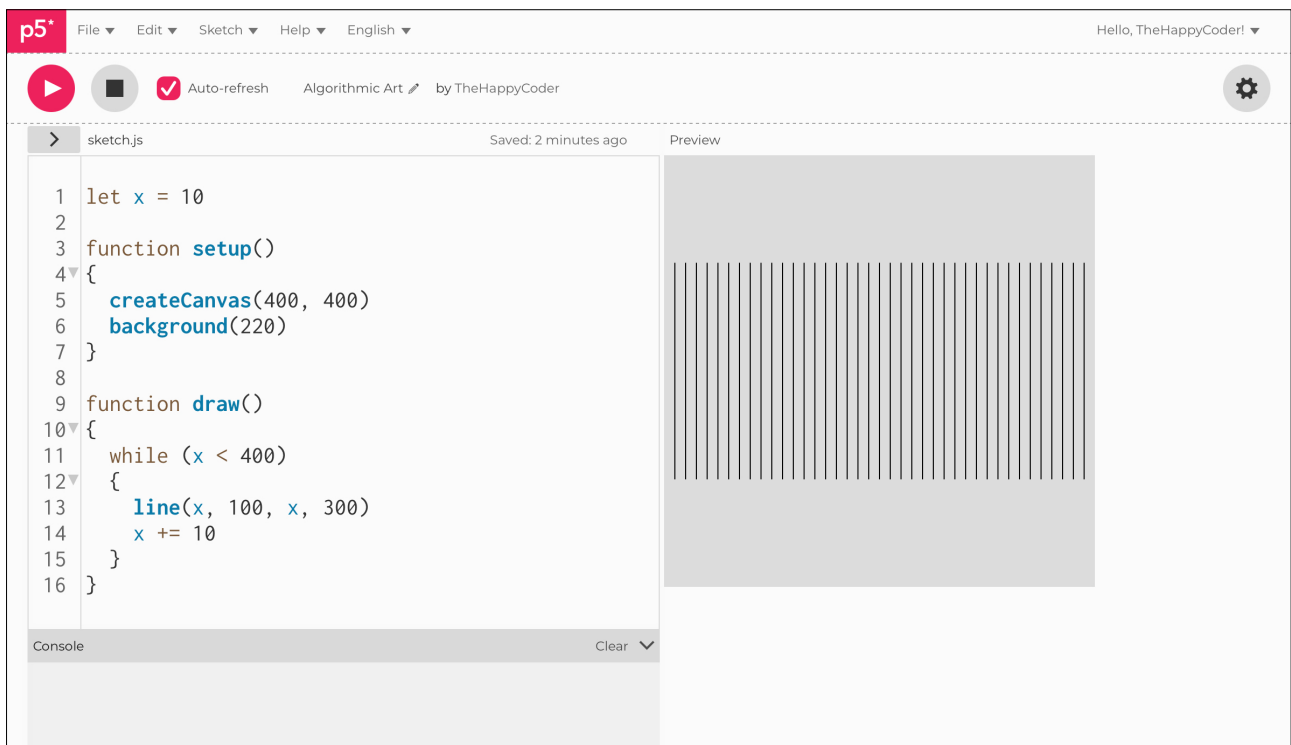 p5* File Edit Sketch Help English Hello, TheHappyCoder!
Auto-refresh Algorithmic Art by TheHappyCoder
sketch.js Saved: 2 minutes ago Preview
1 let x = 10
2
3 function setup()
4 {
5 createCanvas(400, 400)
6 background(220)
7 }
8
9 function draw()
10 {
11 while (x < 400)
12 {
13 line(x, 100, x, 300)
14 x += 10
15 }
16 }
Console Clear